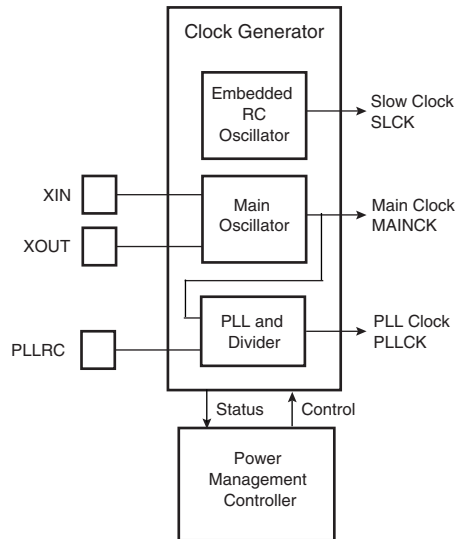 Clock Generator
Embedded
RC
Oscillator
Slow Clock
SLCK
XIN
XOUT
Main
Oscillator
Main Clock
MAINCK
PLLRC
PLL and
Divider
PLL Clock
PLLCK
Status
Control
Power
Management
Controller